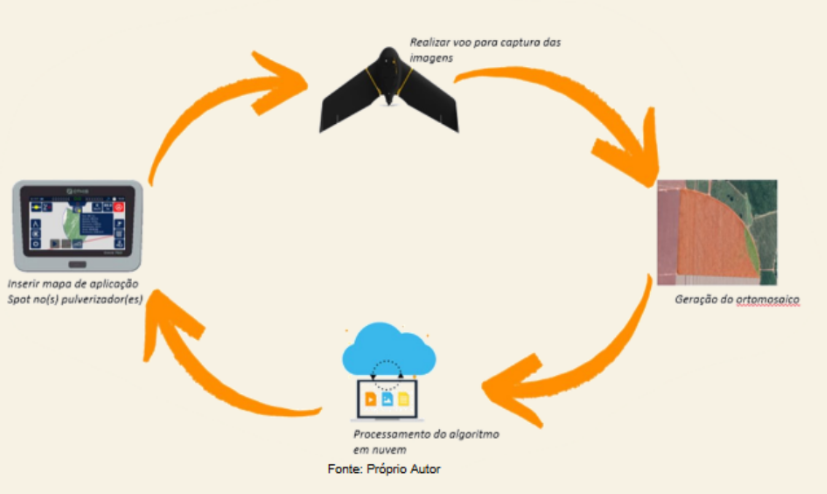 Realizar voo para captura das
imagens
Inserir mapa de aplicação
Spot no(s) pulverizador(es)
Geração do ortomosaico
Processamento do algoritmo
em nuvem
Fonte: Próprio Autor